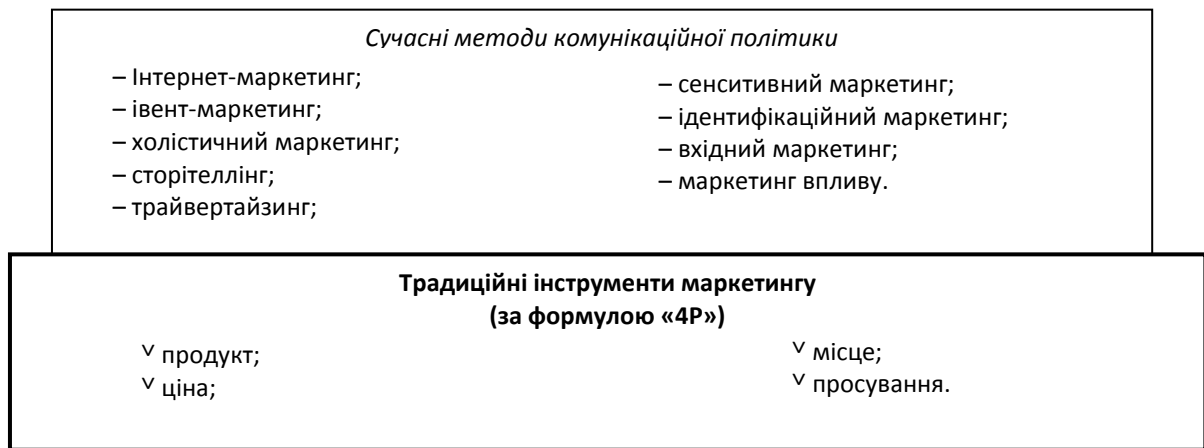 Сучасні методи комунікаційної політики
– Інтернет-маркетинг;
– івент-маркетинг;
– холістичний маркетинг;
– сторітеллінг;
– трайвертайзинг;
– сенситивний маркетинг;
– ідентифікаційний маркетинг;
– вхідний маркетинг;
– маркетинг впливу.
Традиційні інструменти маркетингу
(за формулою «4Р»)
˅ продукт;
˅ ціна;
˅ місце;
˅ просування.